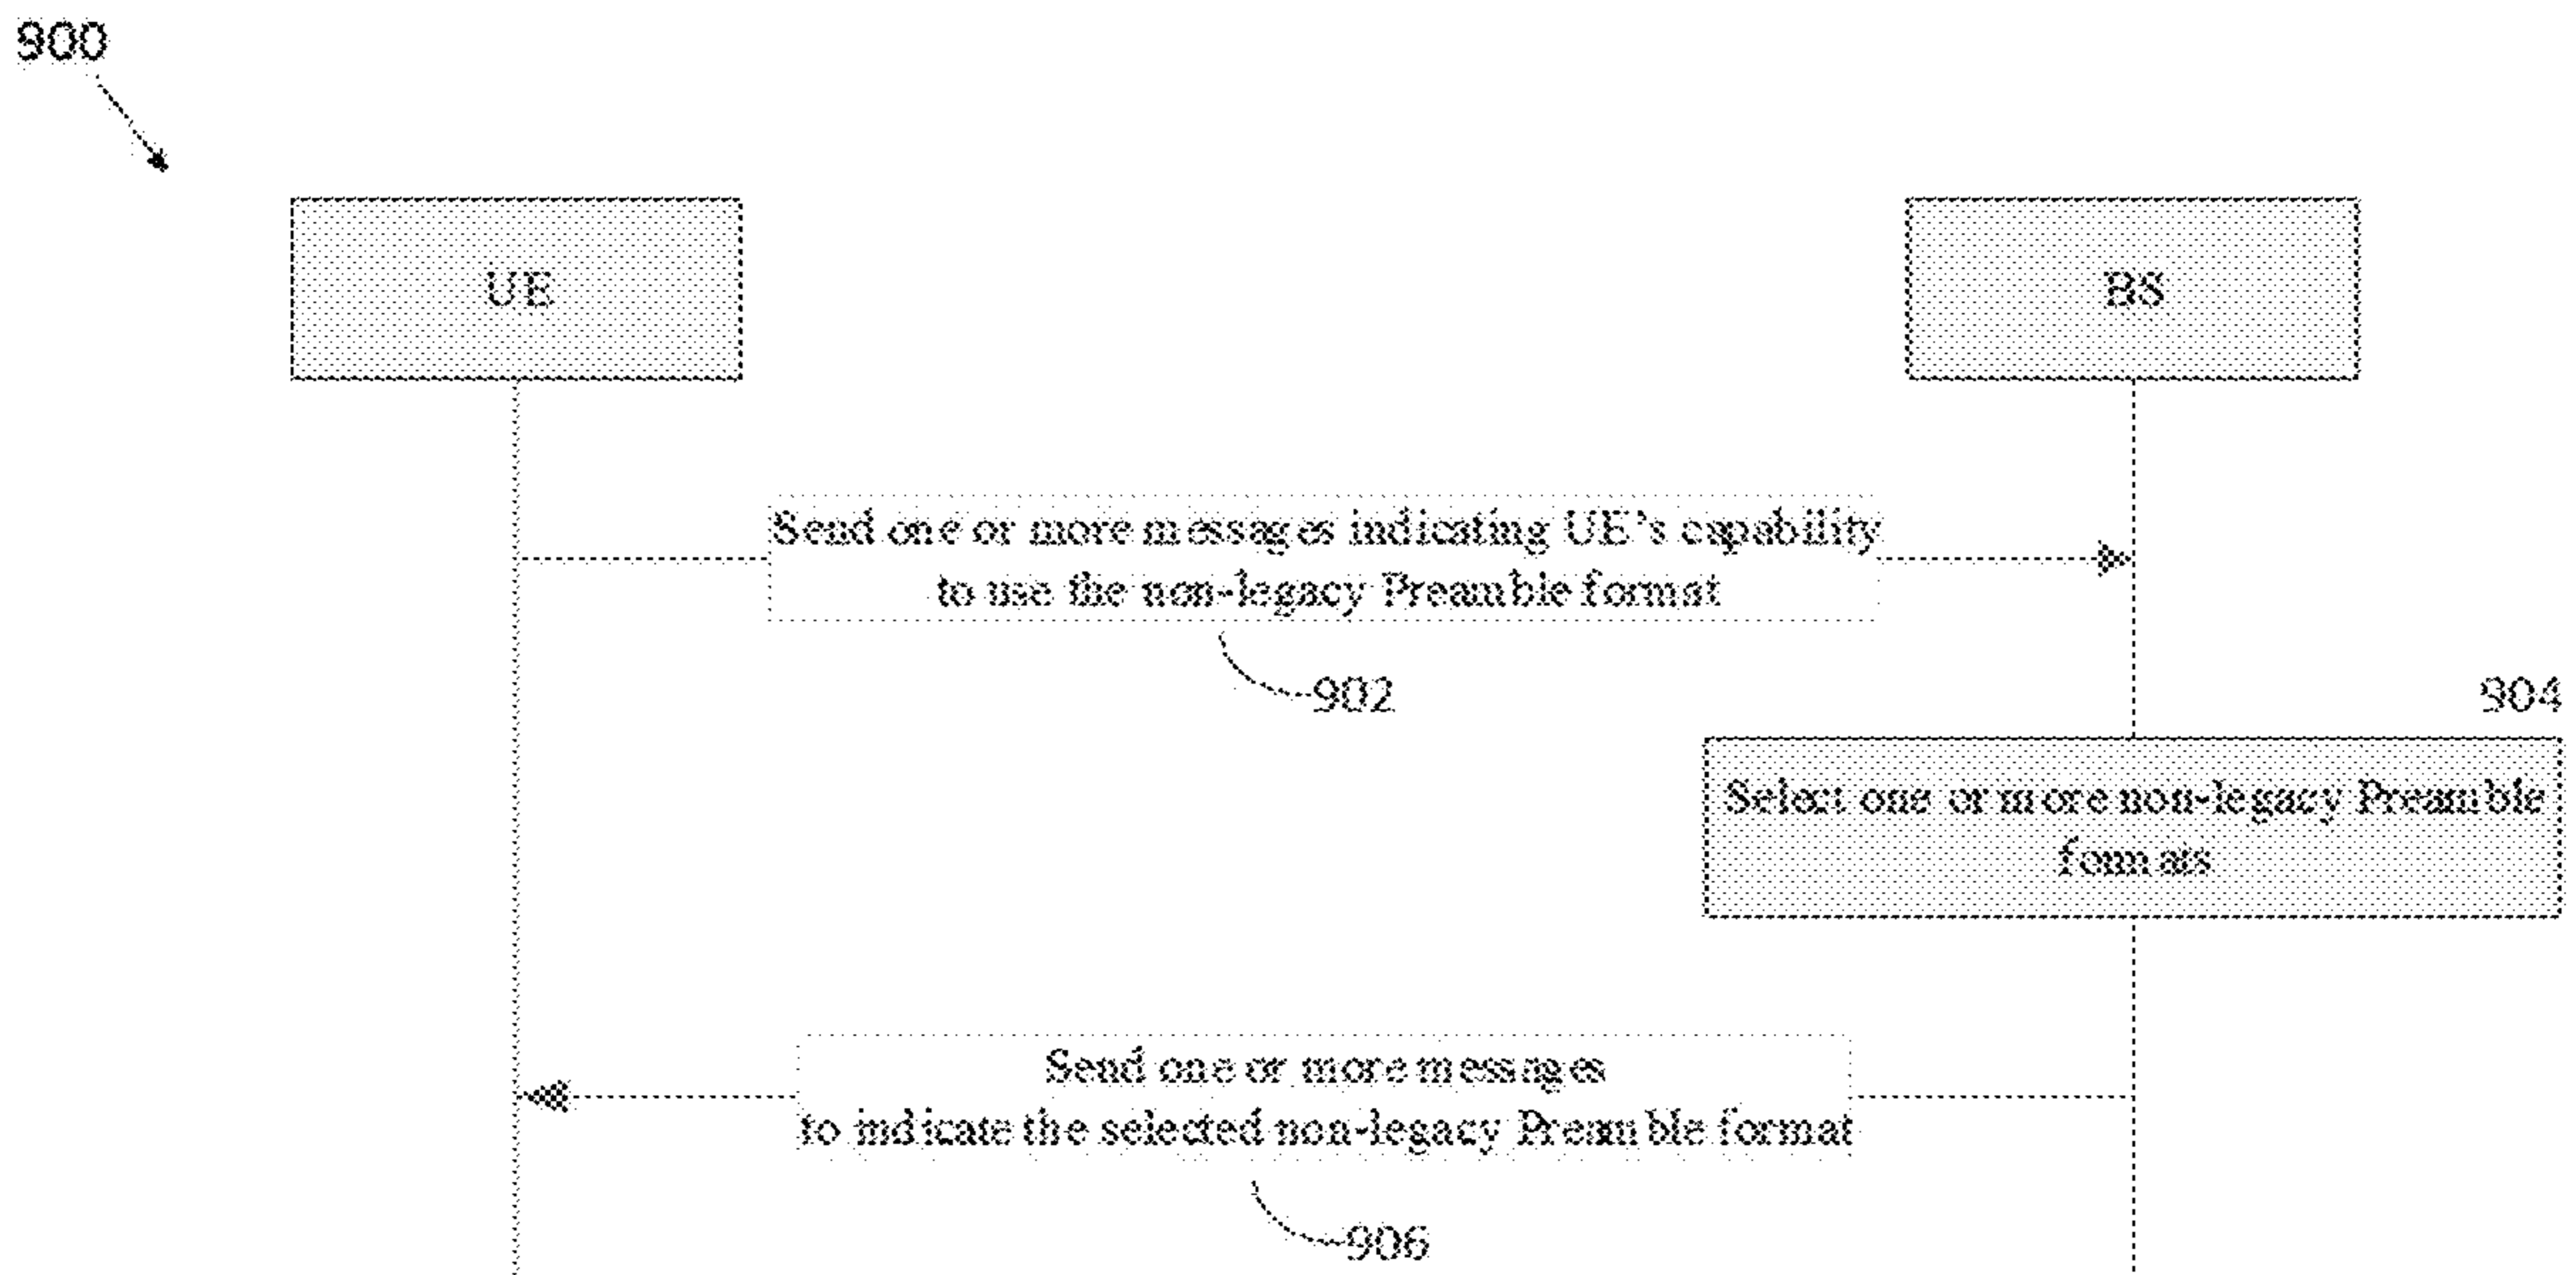 900
UE
BS
Send one or more messages indicating UE's capability
to use the non-legacy Preamble format
902
904
Select one or more non-legacy Preamble
formats
Send one or more messages
to indicate the selected non-legacy Preamble format
906